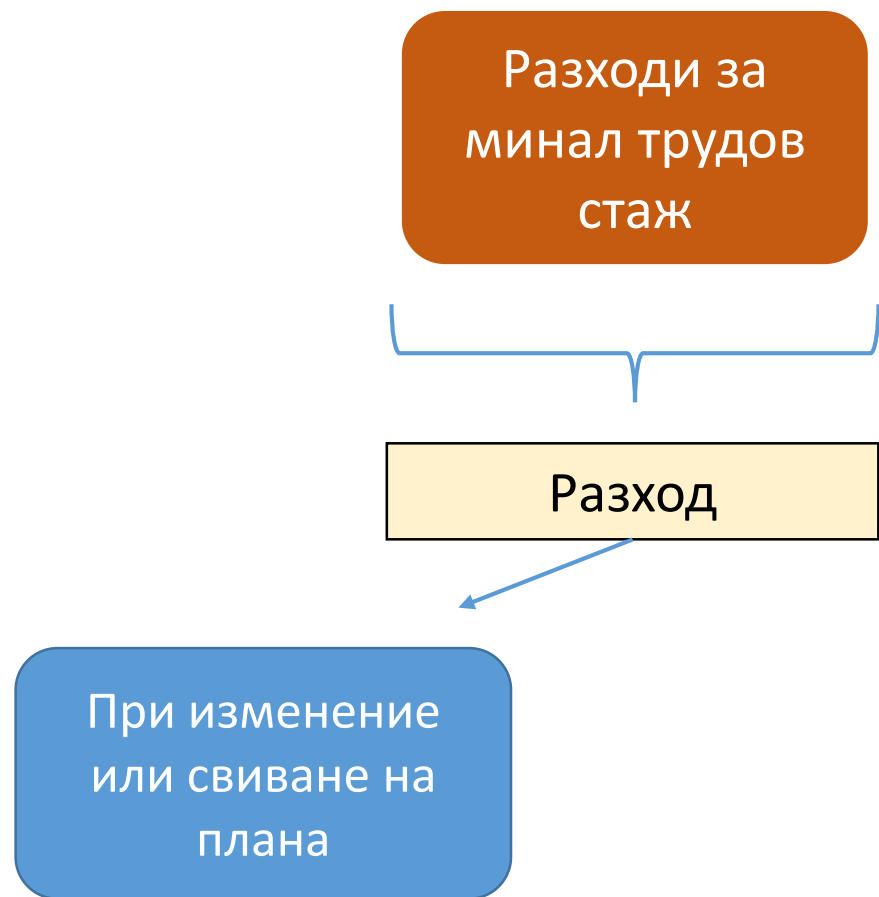 Разходи за
минал трудов
стаж
Разход
При изменение
или свиване на
плана